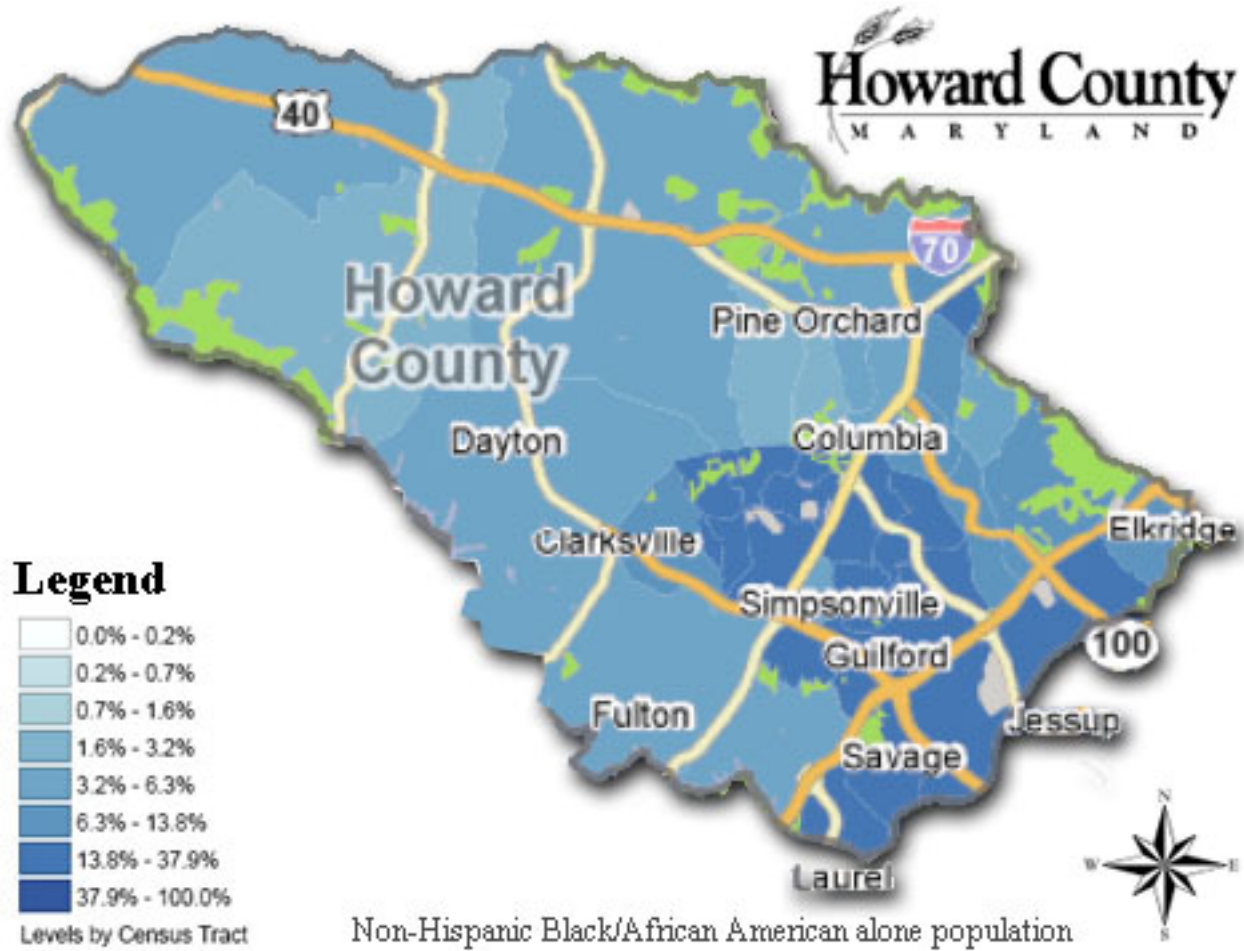 Howard County
MARYLAND
40
70
Howard
County
Pine Orchard
Dayton
Columbia
Clarksville
Elkridge
Simpsonville
Guilford
100
Fulton
Jessup
Savage
Laurel
Legend
0.0% - 0.2%
0.2% - 0.7%
0.7% - 1.6%
1.6% - 3.2%
3.2% - 6.3%
6.3% - 13.8%
13.8% - 37.9%
37.9% - 100.0%
Levels by Census Tract
Non-Hispanic Black/African American alone population
N
W
E
S